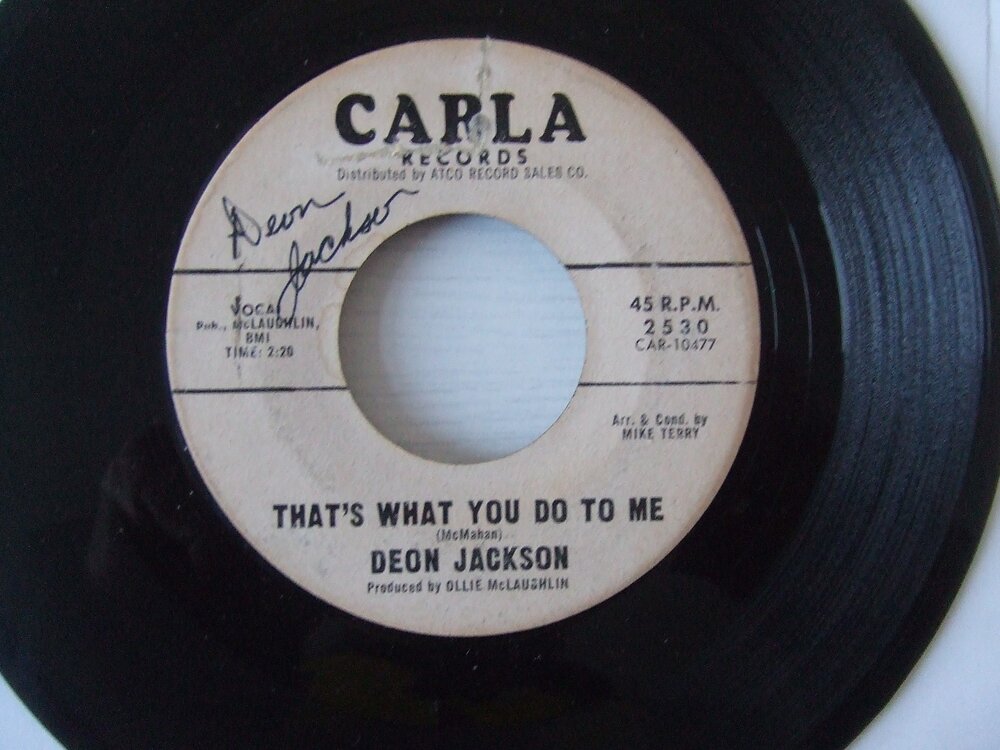 CARLA
RECORDS
Distributed by ATCO RECORD SALES CO.
Deon
Jackson
VOCAL
Pub., McLAUGHLIN,
BMI
TIME: 2:20
45 R.P.M.
2530
CAR-10477
Arr. & Cond. by
MIKE TERRY
THAT'S WHAT YOU DO TO ME
(McMahan)
DEON JACKSON
Produced by OLLIE McLAUGHLIN